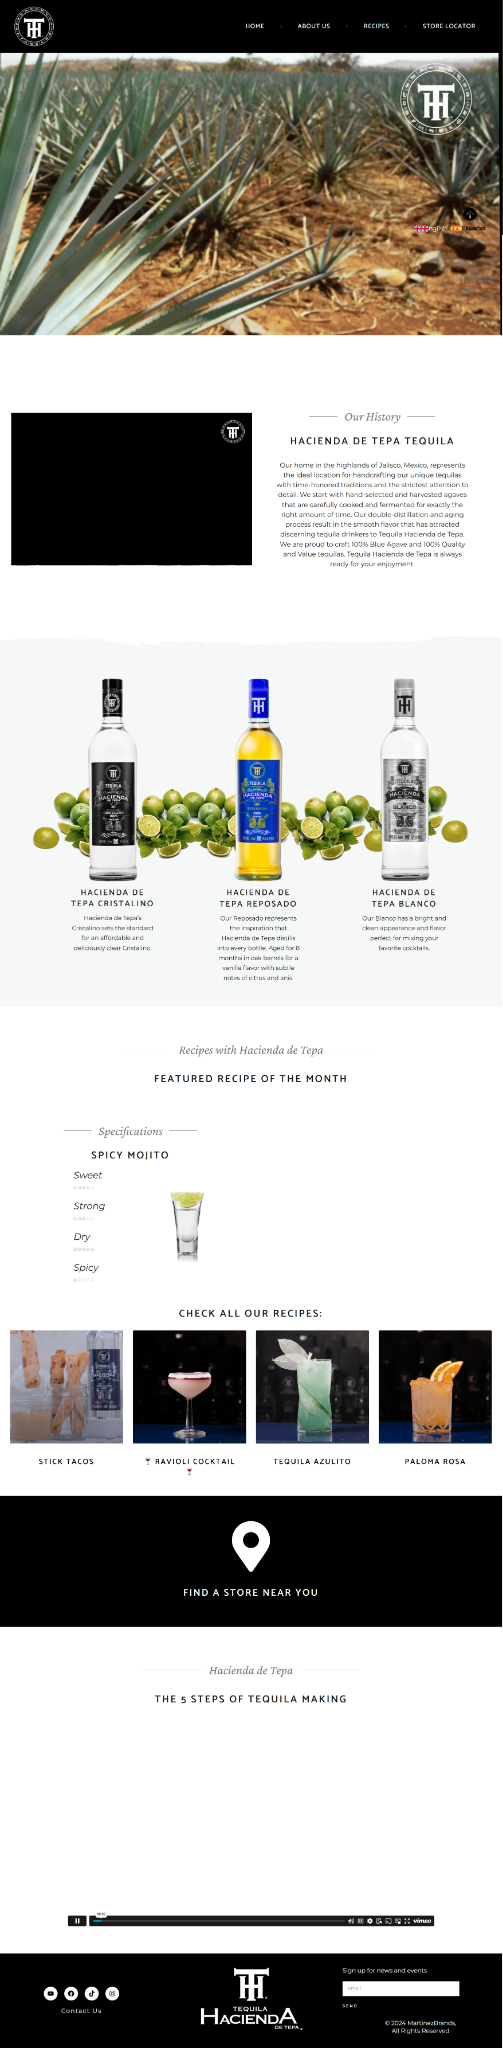 HOME
ABOUT US
RECIPES
STORE LOCATOR
English
Español
Our History
HACIENDA DE TEPA TEQUILA
Our home in the highlands of Jalisco, Mexico, represents
the ideal location for handcrafting our unique tequilas
with time-honored traditions and the strictest attention to
detail. We start with hand-selected and harvested agaves
that are carefully cooked and fermented for exactly the
right amount of time. Our double-distillation and aging
process result in the smooth flavor that has attracted
discerning tequila drinkers to Tequila Hacienda de Tepa.
We are proud to craft 100% Blue Agave and 100% Quality
and Value tequilas. Tequila Hacienda de Tepa is always
ready for your enjoyment.
TEQUILA
HACIENDA
TEQUILA
HACIENDA
HACIENDA
BLANCO
HACIENDA DE
TEPA CRISTALINO
Hacienda de Tepa's
Cristalino sets the standard
for an affordable and
deliciously clear Cristalino.
HACIENDA DE
TEPA REPOSADO
Our Reposado represents
the inspiration that
Hacienda de Tepa distills
into every bottle. Aged for 8
months in oak barrels for a
vanilla flavor with subtle
notes of citrus and anis.
HACIENDA DE
TEPA BLANCO
Our Blanco has a bright and
clean appearance and flavor
perfect for mixing your
favorite cocktails.
Recipes with Hacienda de Tepa
FEATURED RECIPE OF THE MONTH
Specifications
SPICY MOJITO
Sweet
Strong
Dry
Spicy
CHECK ALL OUR RECIPES:
STICK TACOS
🍷 RAVIOLI COCKTAIL
🍷
TEQUILA AZULITO
PALOMA ROSA
FIND A STORE NEAR YOU
Hacienda de Tepa
THE 5 STEPS OF TEQUILA MAKING
vimeo
Contact Us
TEQUILA
HACIENDA
DE TEPA
Sign up for news and events
SEND
© 2024 MartinezBrands,
All Rights Reserved